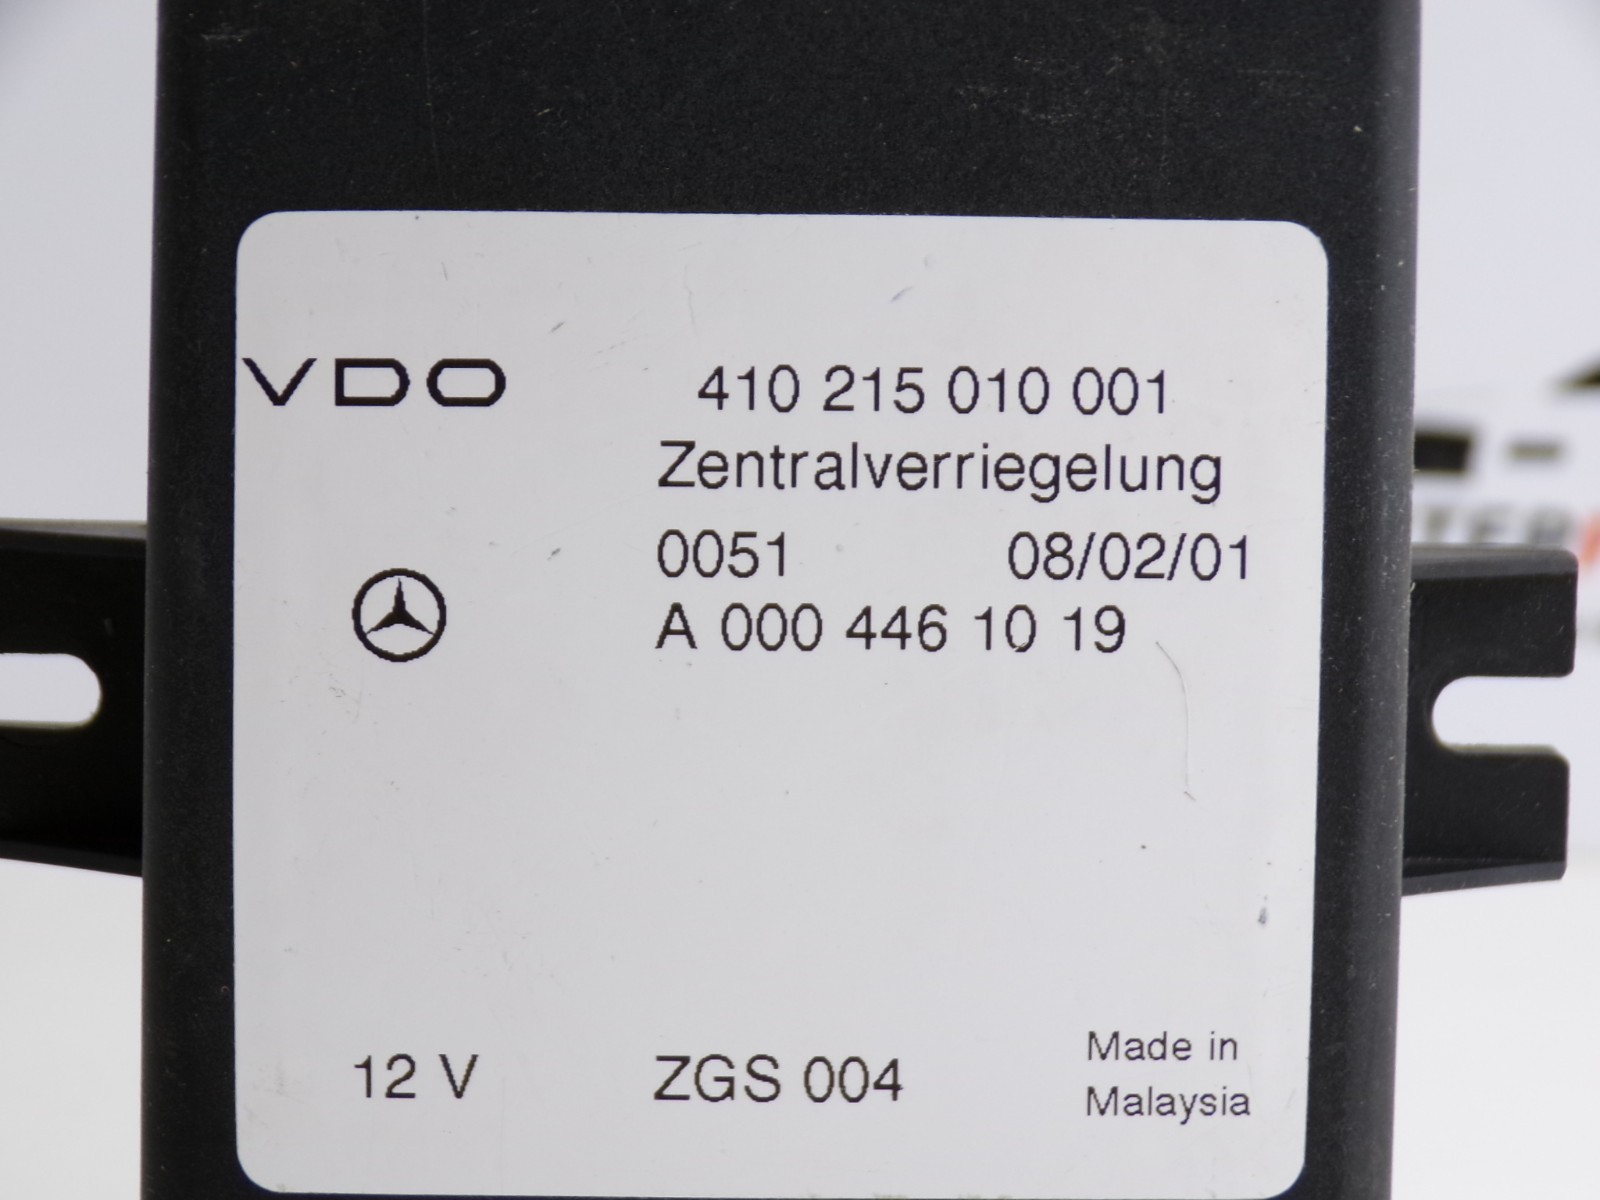 VDO 410 215 010 001
Zentralverriegelung
0051 08/02/01
A 000 446 10 19
12 V ZGS 004 Made in
Malaysia